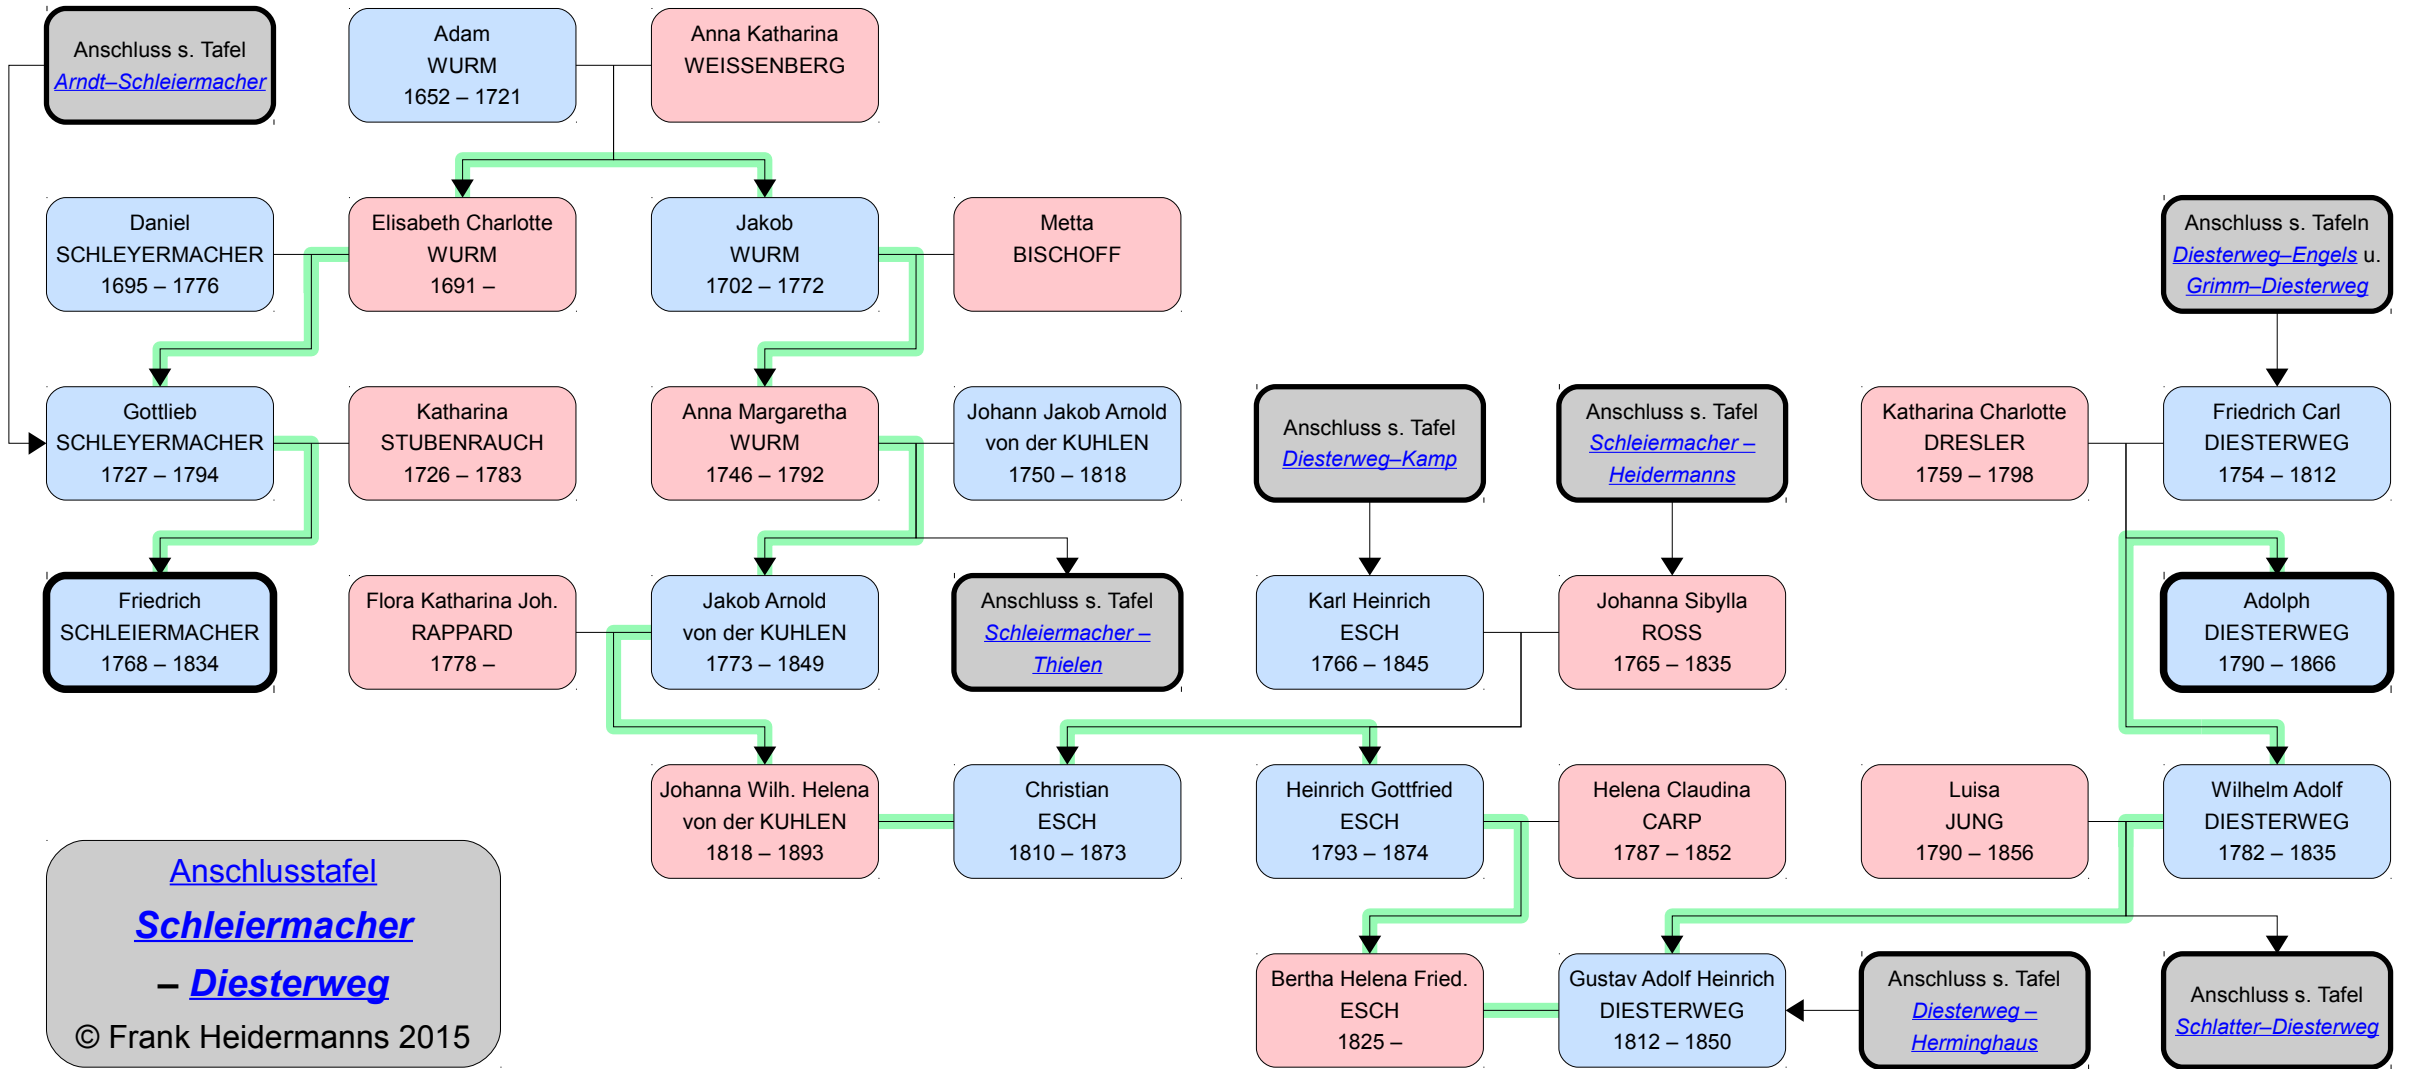 Anschluss s. Tafel
Arndt–Schleiermacher
Adam
WURM
1652 – 1721
Anna Katharina
WEISSENBERG
Daniel
SCHLEYERMACHER
1695 – 1776
Elisabeth Charlotte
WURM
1691 –
Jakob
WURM
1702 – 1772
Metta
BISCHOFF
Anschluss s. Tafeln
Diesterweg–Engels u.
Grimm–Diesterweg
Gottlieb
SCHLEYERMACHER
1727 – 1794
Katharina
STUBENRAUCH
1726 – 1783
Anna Margaretha
WURM
1746 – 1792
Johann Jakob Arnold
von der KUHLEN
1750 – 1818
Anschluss s. Tafel
Diesterweg–Kamp
Anschluss s. Tafel
Schleiermacher –
Heidermanns
Katharina Charlotte
DRESLER
1759 – 1798
Friedrich Carl
DIESTERWEG
1754 – 1812
Friedrich
SCHLEIERMACHER
1768 – 1834
Flora Katharina Joh.
RAPPARD
1778 –
Jakob Arnold
von der KUHLEN
1773 – 1849
Anschluss s. Tafel
Schleiermacher –
Thielen
Karl Heinrich
ESCH
1766 – 1845
Johanna Sibylla
ROSS
1765 – 1835
Adolph
DIESTERWEG
1790 – 1866
Johanna Wilh. Helena
von der KUHLEN
1818 – 1893
Christian
ESCH
1810 – 1873
Heinrich Gottfried
ESCH
1793 – 1874
Helena Claudina
CARP
1787 – 1852
Luisa
JUNG
1790 – 1856
Wilhelm Adolf
DIESTERWEG
1782 – 1835
Anschlusstafel
Schleiermacher
– Diesterweg
© Frank Heidermanns 2015
Bertha Helena Fried.
ESCH
1825 –
Gustav Adolf Heinrich
DIESTERWEG
1812 – 1850
Anschluss s. Tafel
Diesterweg –
Herminghaus
Anschluss s. Tafel
Schlatter–Diesterweg